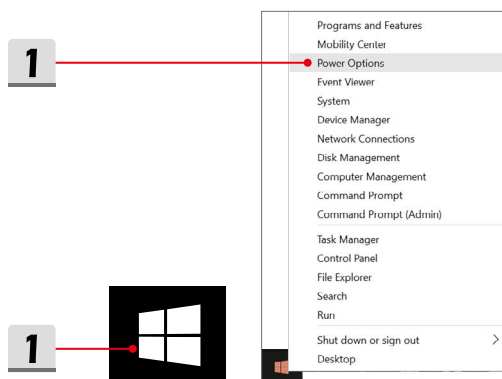 Programs and Features
Mobility Center
1
Power Options
Event Viewer
System
Device Manager
Network Connections
Disk Management
Computer Management
Command Prompt
Command Prompt (Admin)
Task Manager
Control Panel
File Explorer
Search
Run
1
Shut down or sign out
Desktop